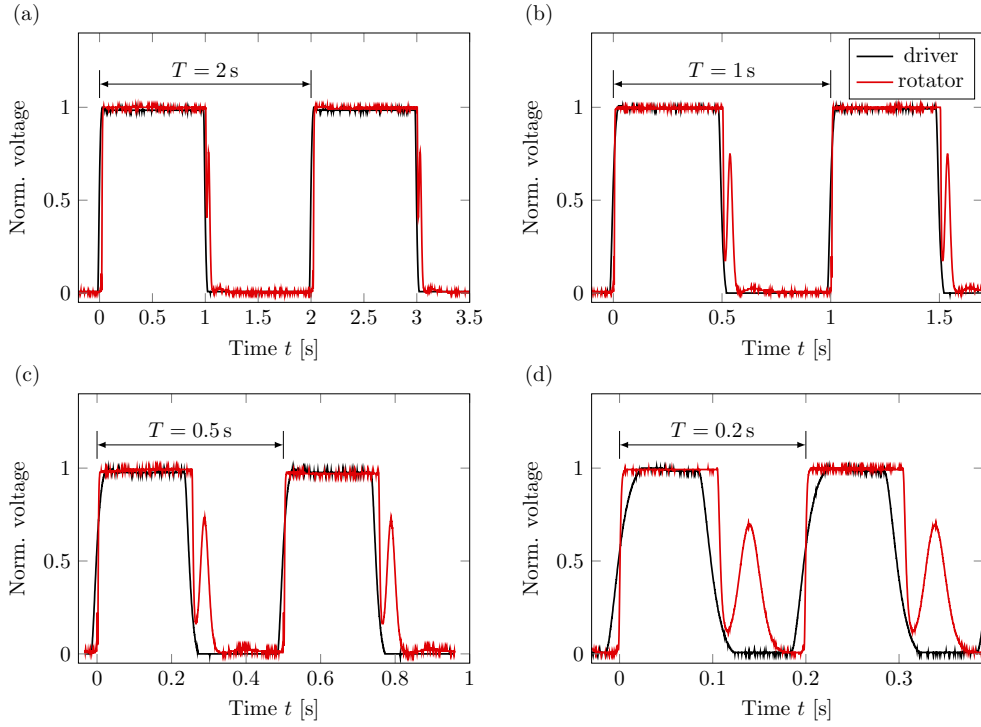 (a)
T = 2 s
1
0.5
0
Norm. voltage
0 0.5 1 1.5 2 2.5 3 3.5
Time t [s]
(b)
driver
rotator
T = 1 s
1
0.5
0
Norm. voltage
0 0.5 1 1.5
Time t [s]
(c)
T = 0.5 s
1
0.5
0
Norm. voltage
0 0.2 0.4 0.6 0.8 1
Time t [s]
(d)
T = 0.2 s
1
0.5
0
Norm. voltage
0 0.1 0.2 0.3
Time t [s]